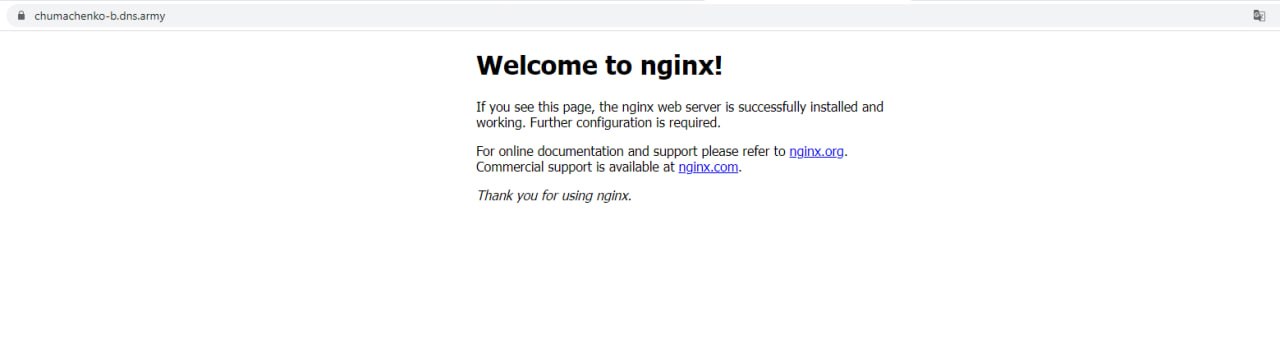 chumachenko-b.dns.army
Welcome to nginx!
If you see this page, the nginx web server is successfully installed and
working. Further configuration is required.
For online documentation and support please refer to nginx.org.
Commercial support is available at nginx.com.
Thank you for using nginx.